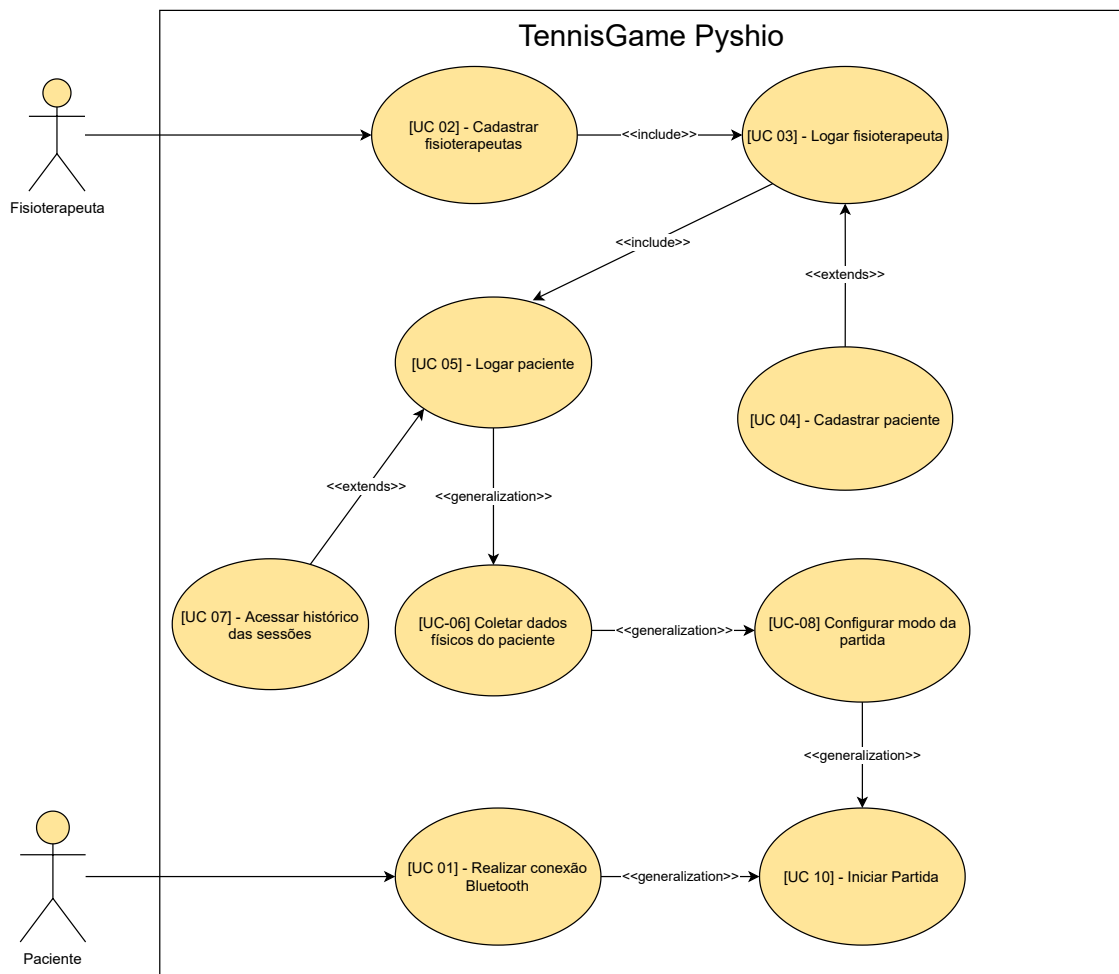 TennisGame Pyshio
[UC 02] - Cadastrar
fisioterapeutas
<<include>>
[UC 03] - Logar fisioterapeuta
Fisioterapeuta
<<include>>
<<extends>>
[UC 05] - Logar paciente
[UC 04] - Cadastrar paciente
<<extends>>
<<generalization>>
[UC 07] - Acessar histórico
das sessões
[UC-06] Coletar dados
físicos do paciente
<<generalization>>
[UC-08] Configurar modo da
partida
<<generalization>>
[UC 01] - Realizar conexão
Bluetooth
<<generalization>>
[UC 10] - Iniciar Partida
Paciente